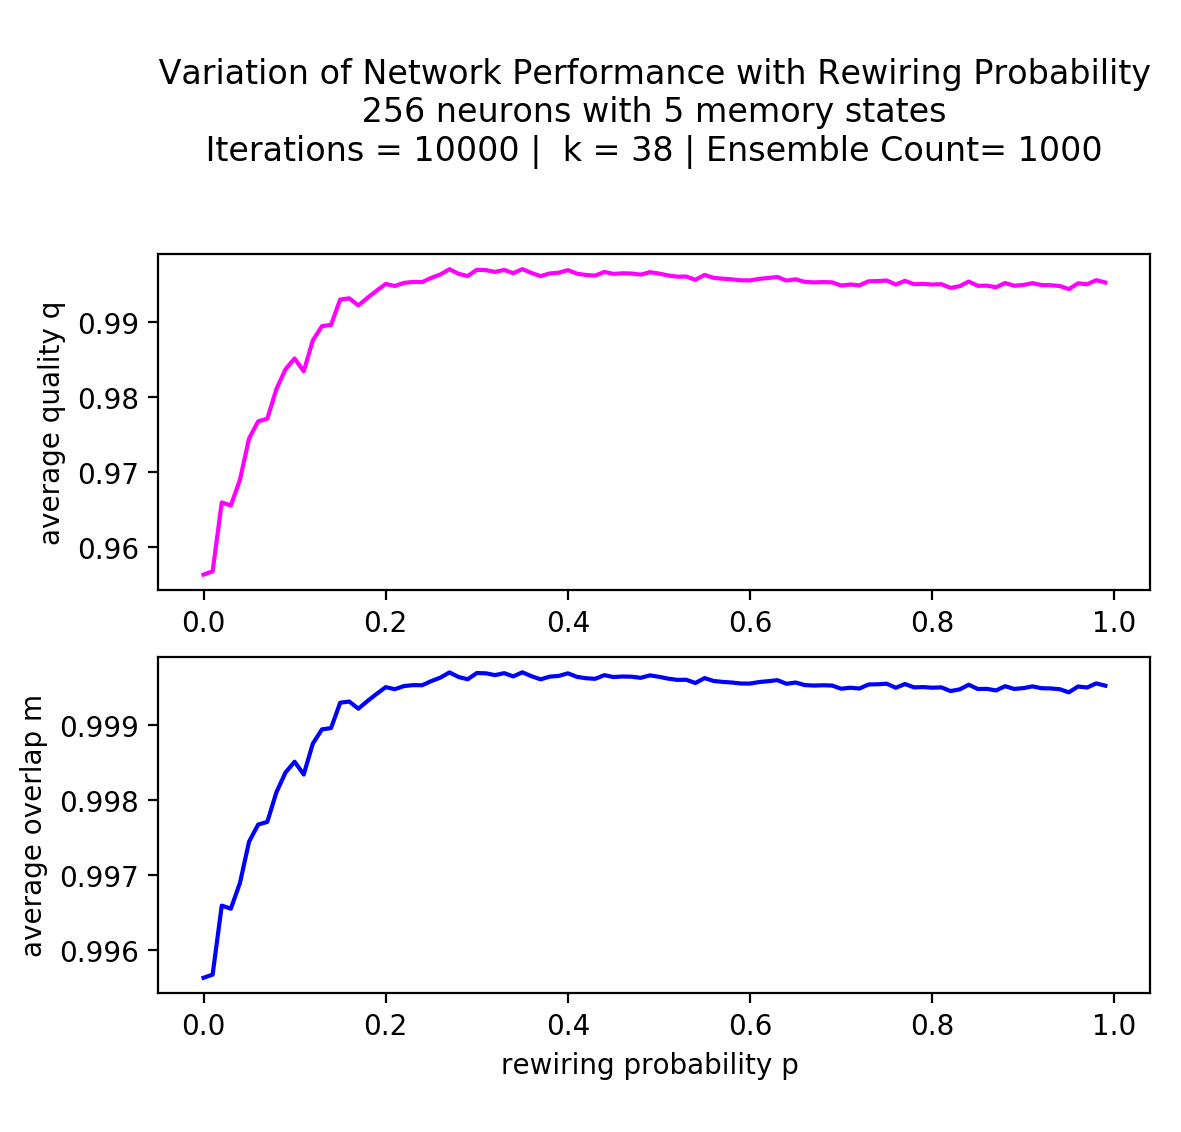 Variation of Network Performance with Rewiring Probability
256 neurons with 5 memory states
Iterations = 10000 |  k = 38 | Ensemble Count= 1000
average quality q
0.99
0.98
0.97
0.96
0.0 0.2 0.4 0.6 0.8 1.0
average overlap m
0.999
0.998
0.997
0.996
0.0 0.2 0.4 0.6 0.8 1.0
rewiring probability p